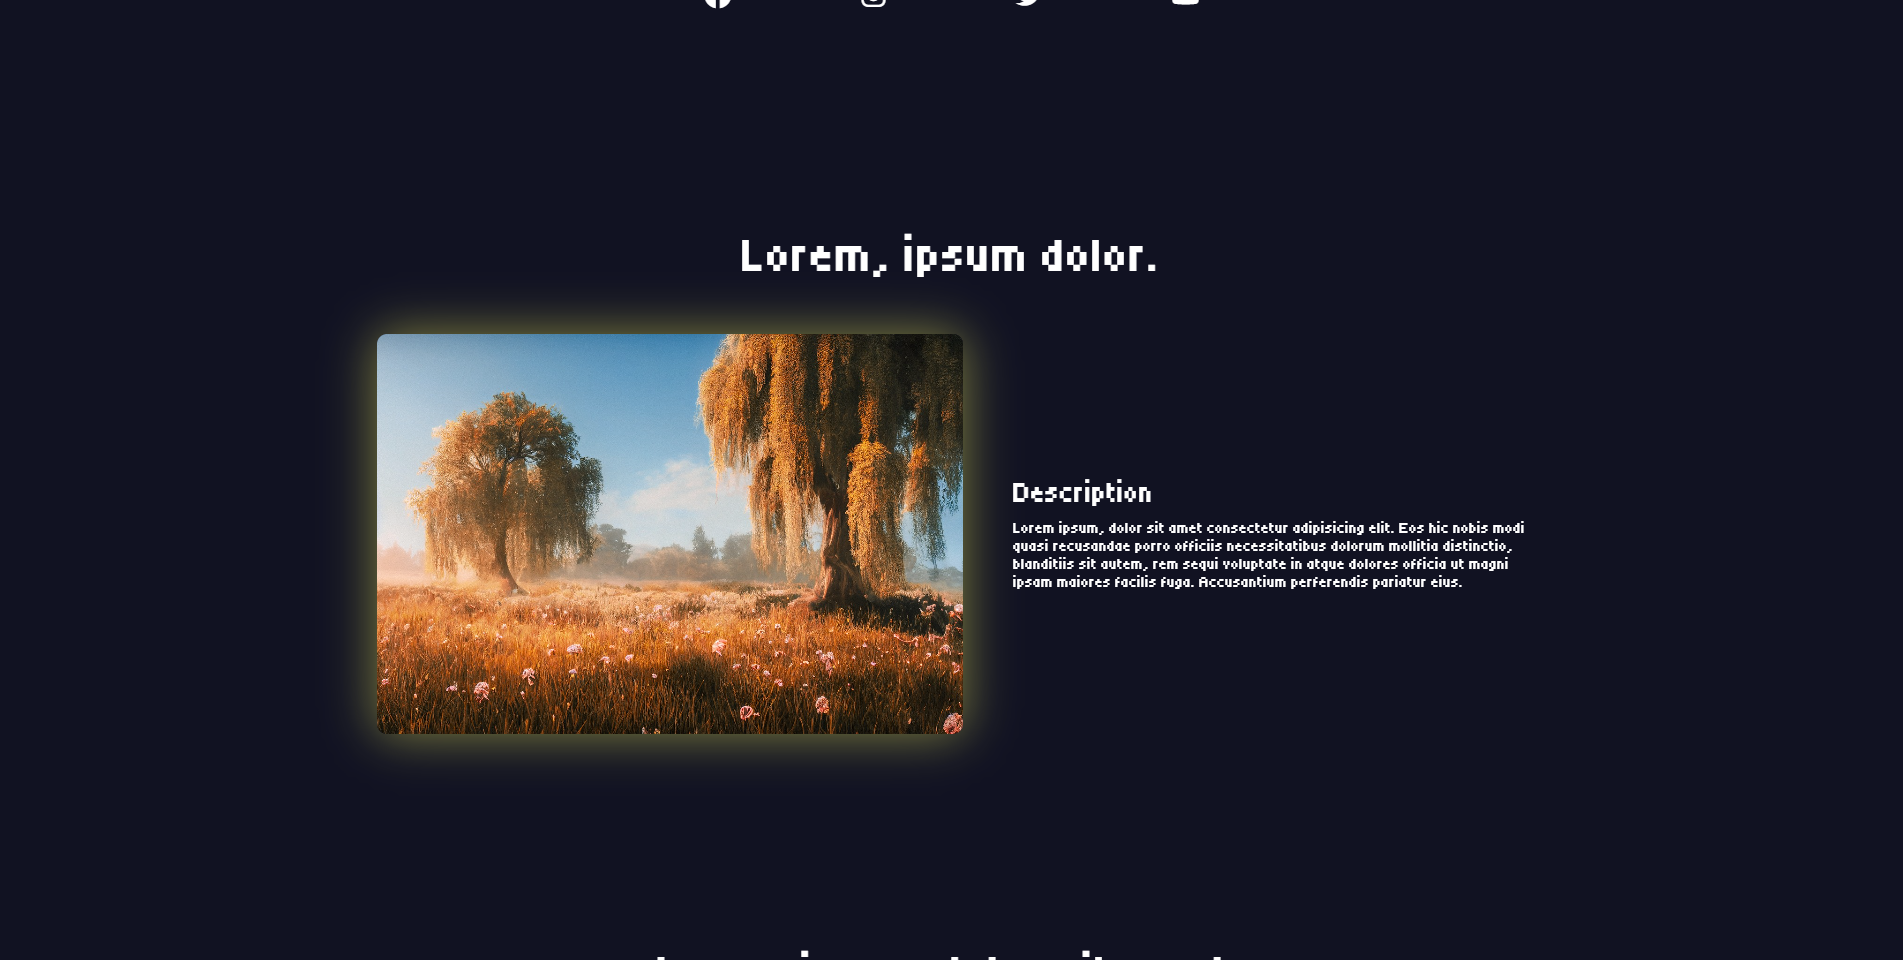 Lorem, ipsum dolor.
Description
Lorem ipsum, dolor sit amet consectetur adipisicing elit. Eos hic nobis modi
quasi recusandae porro officiis necessitatibus dolorum mollitia distinctio,
blanditiis sit autem, rem sequi voluptate in atque dolores officia ut magni
ipsam maiores facilis fuga. Accusantium perferendis pariatur eius.